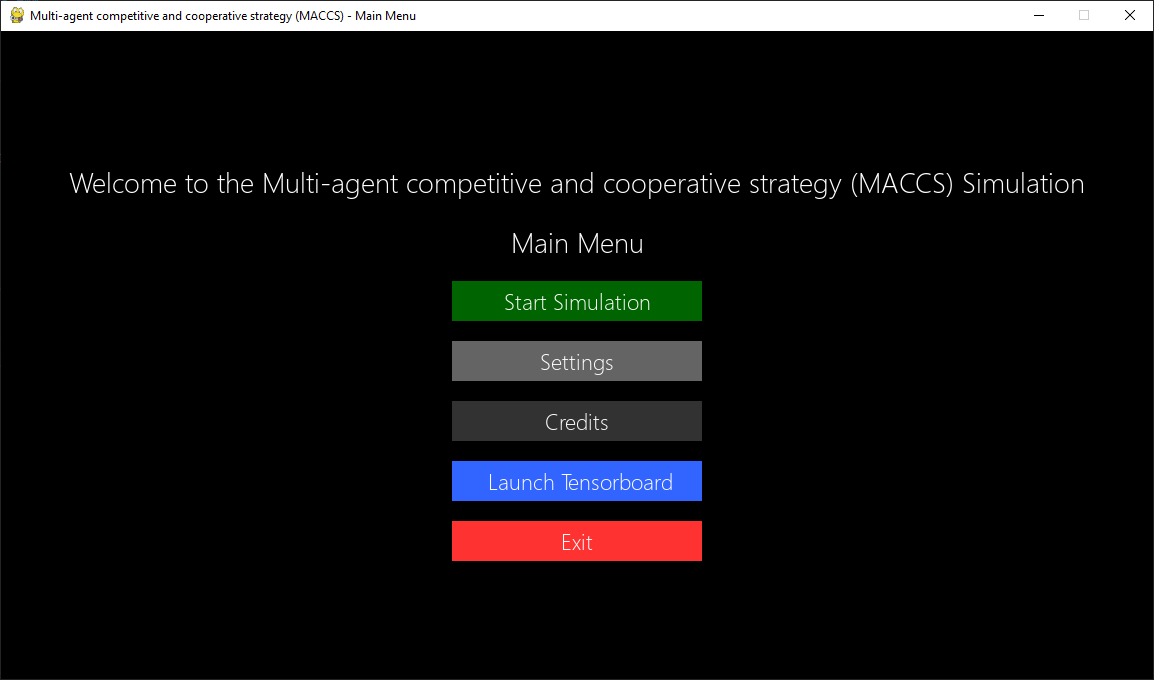 Multi-agent competitive and cooperative strategy (MACCS) - Main Menu
Welcome to the Multi-agent competitive and cooperative strategy (MACCS) Simulation
Main Menu
Start Simulation
Settings
Credits
Launch Tensorboard
Exit